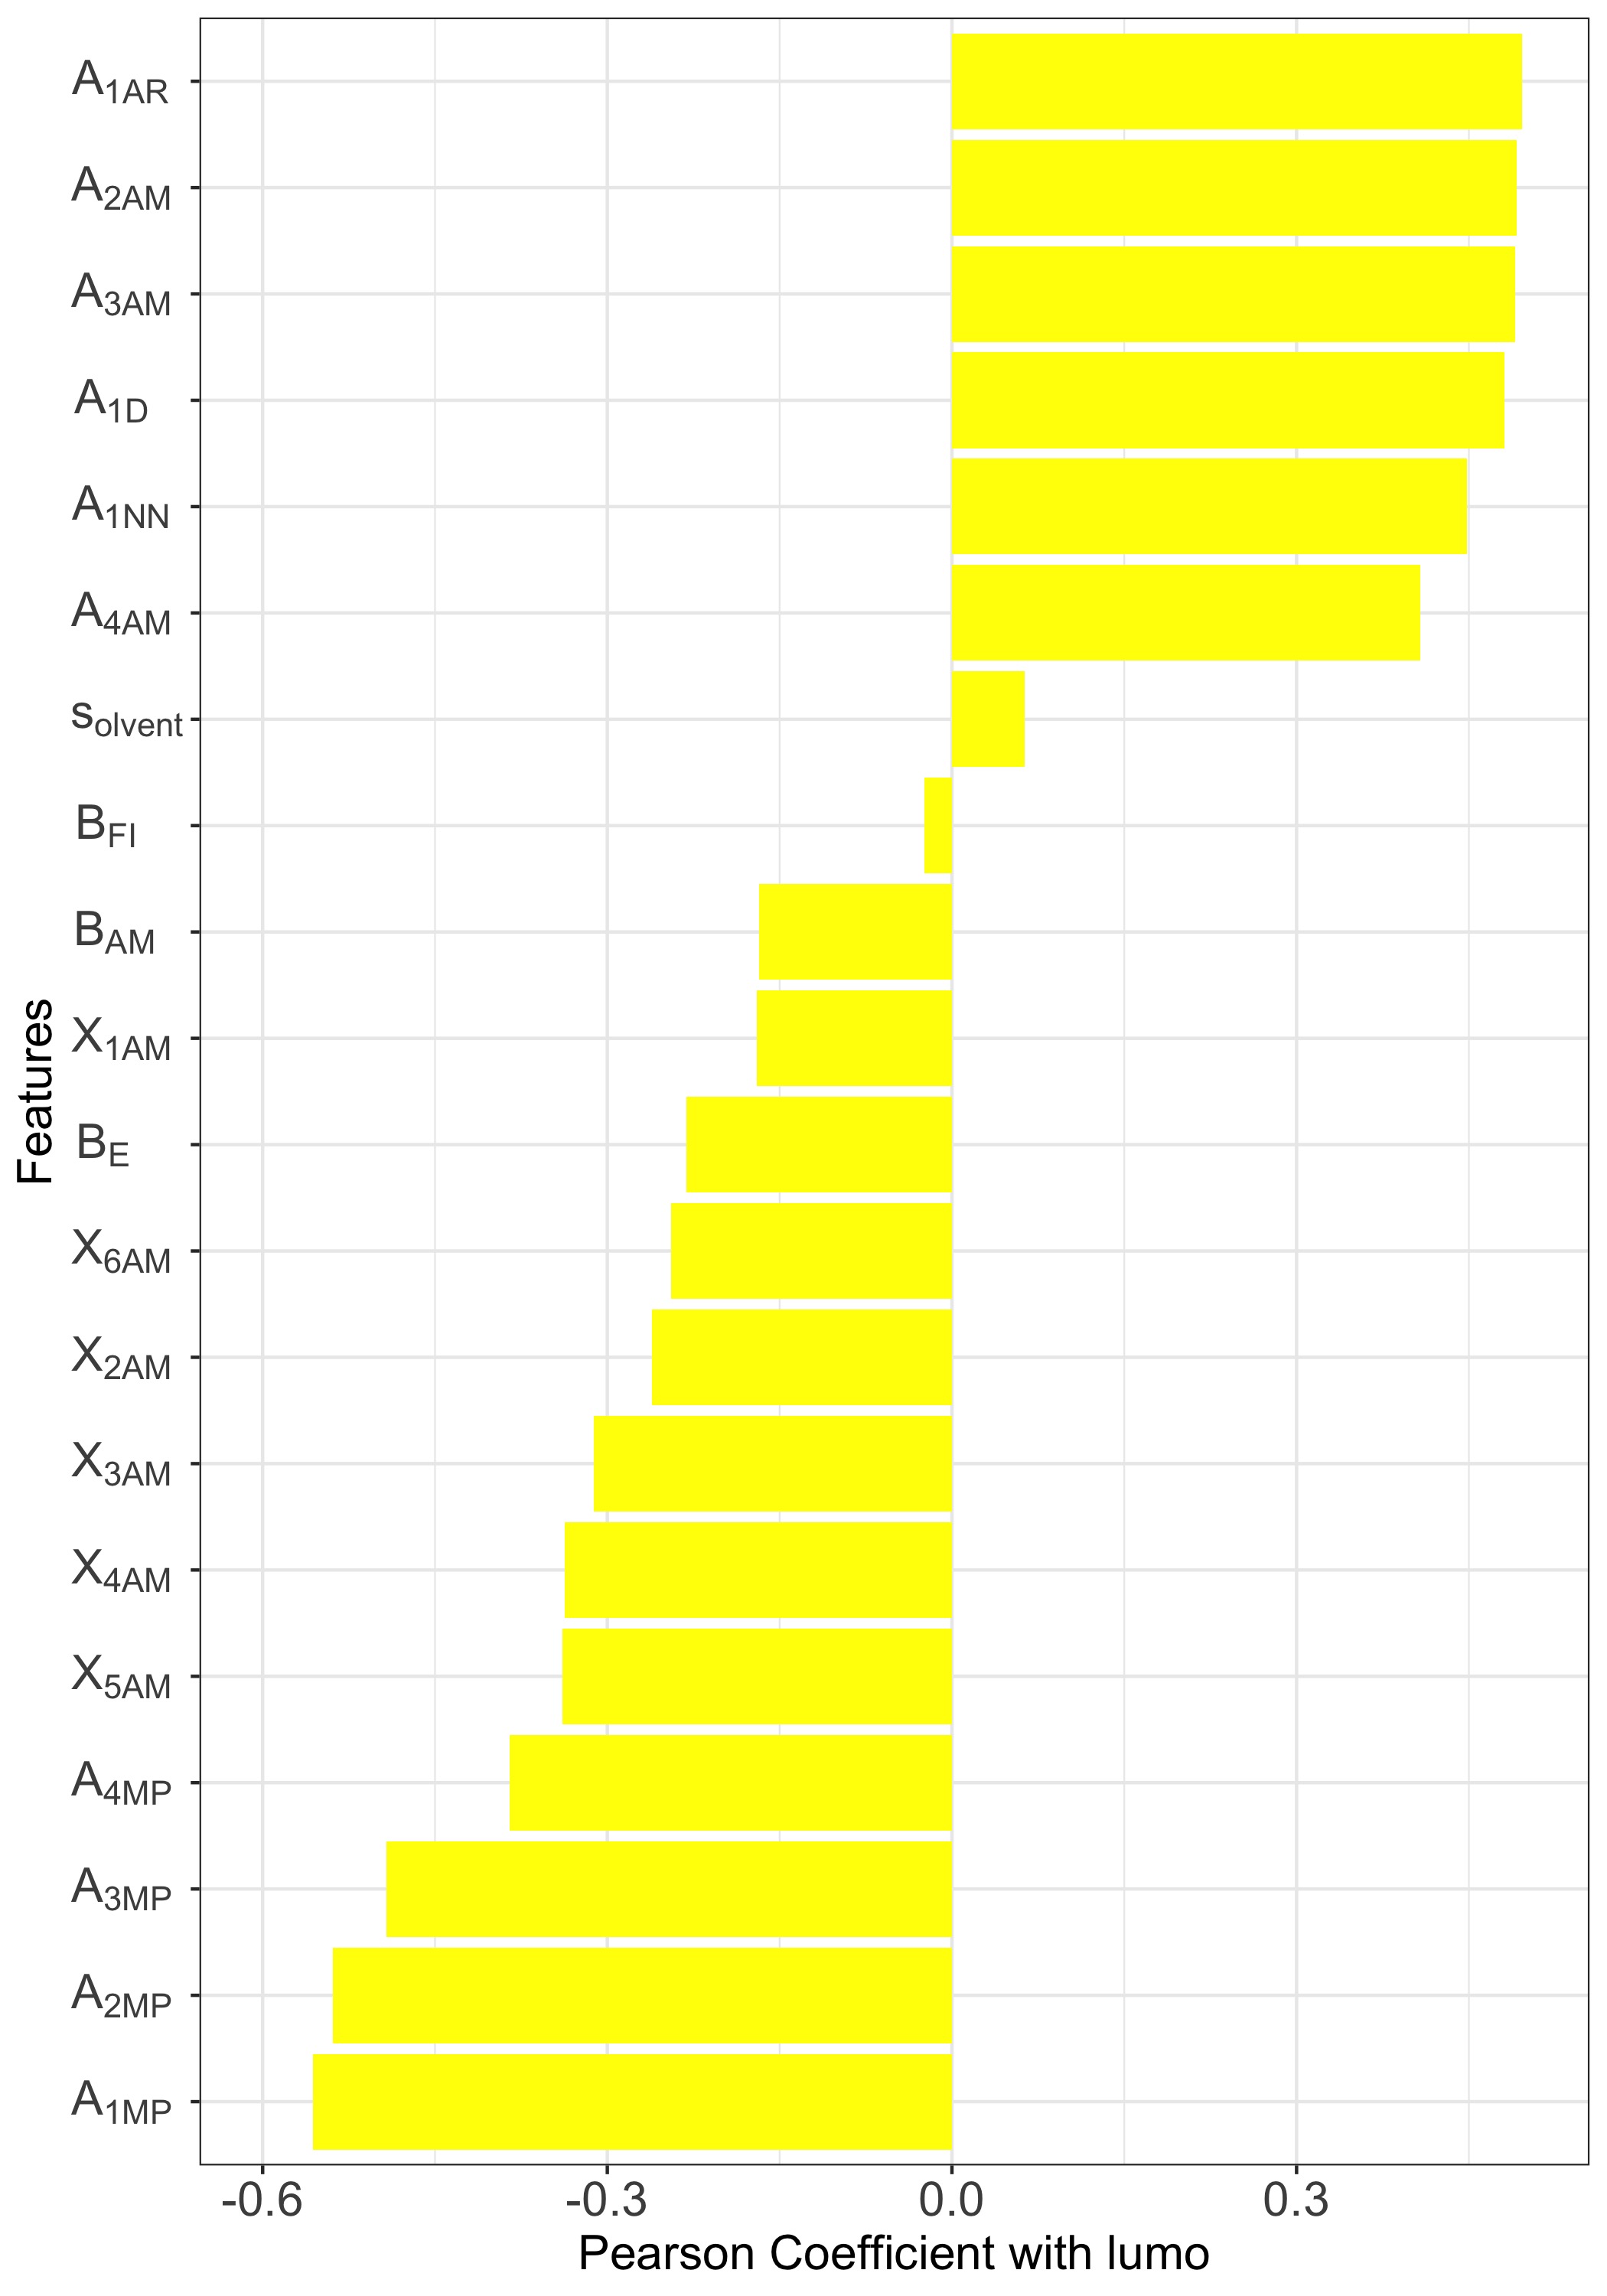 A1AR
A2AM
A3AM
A1D
A1NN
A4AM
solvent
BFI
BAM
X1AM
BE
X6AM
X2AM
X3AM
X4AM
X5AM
A4MP
A3MP
A2MP
A1MP
Features
-0.6 -0.3 0.0 0.3
Pearson Coefficient with lumo